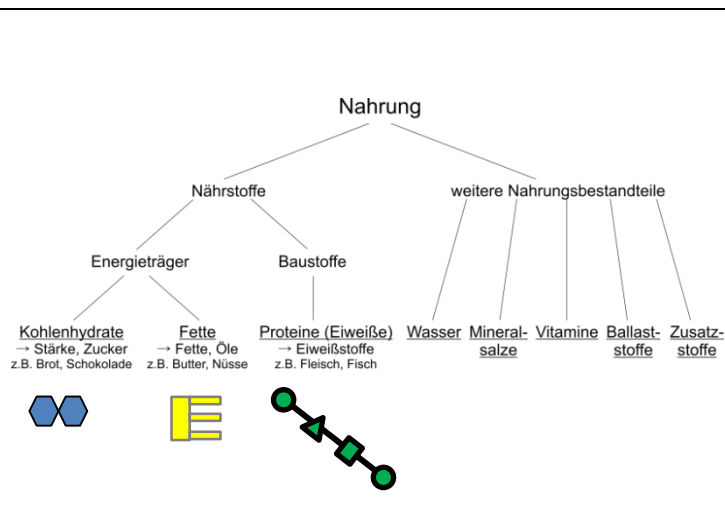 Nahrung
Nährstoffe
weitere Nahrungsbestandteile
Energieträger
Baustoffe
Kohlenhydrate
→ Stärke, Zucker
z.B. Brot, Schokolade
Fette
→ Fette, Öle
z.B. Butter, Nüsse
Proteine (Eiweiße)
→ Eiweißstoffe
z.B. Fleisch, Fisch
Wasser
Mineral-
salze
Vitamine
Ballast-
stoffe
Zusatz-
stoffe